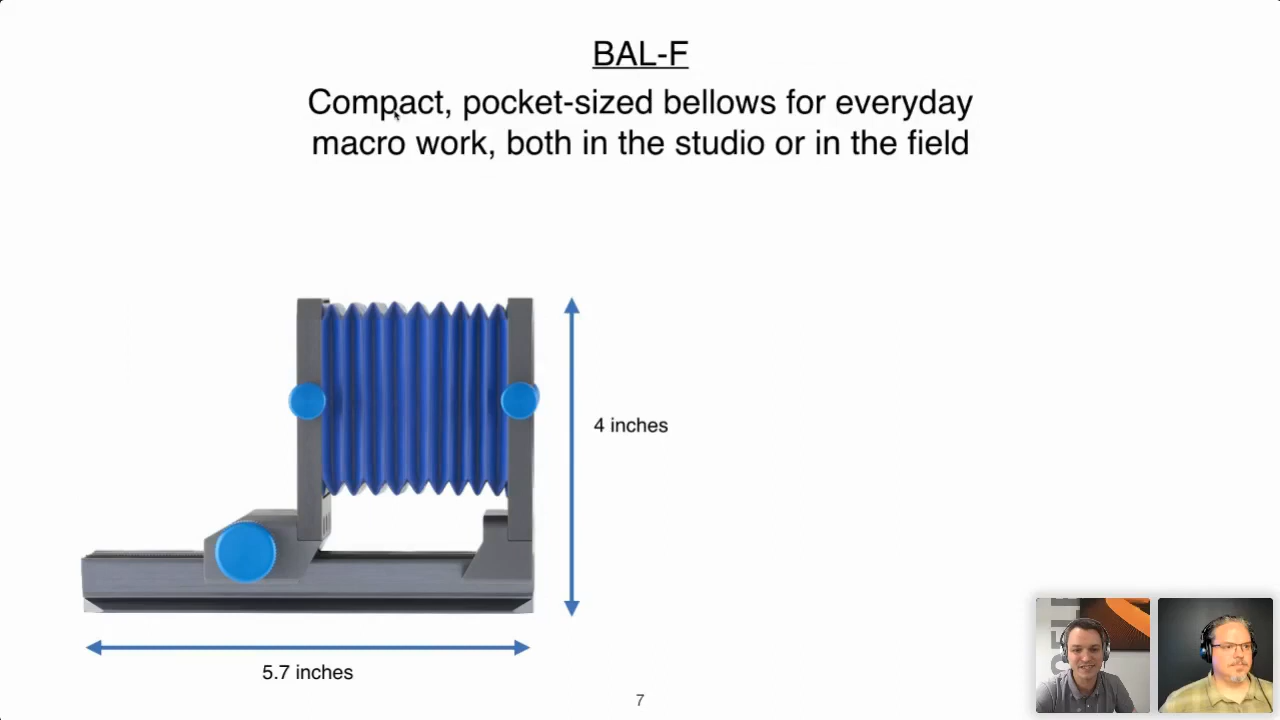 BAL-F
Compact, pocket-sized bellows for everyday
macro work, both in the studio or in the field
4 inches
5.7 inches
7